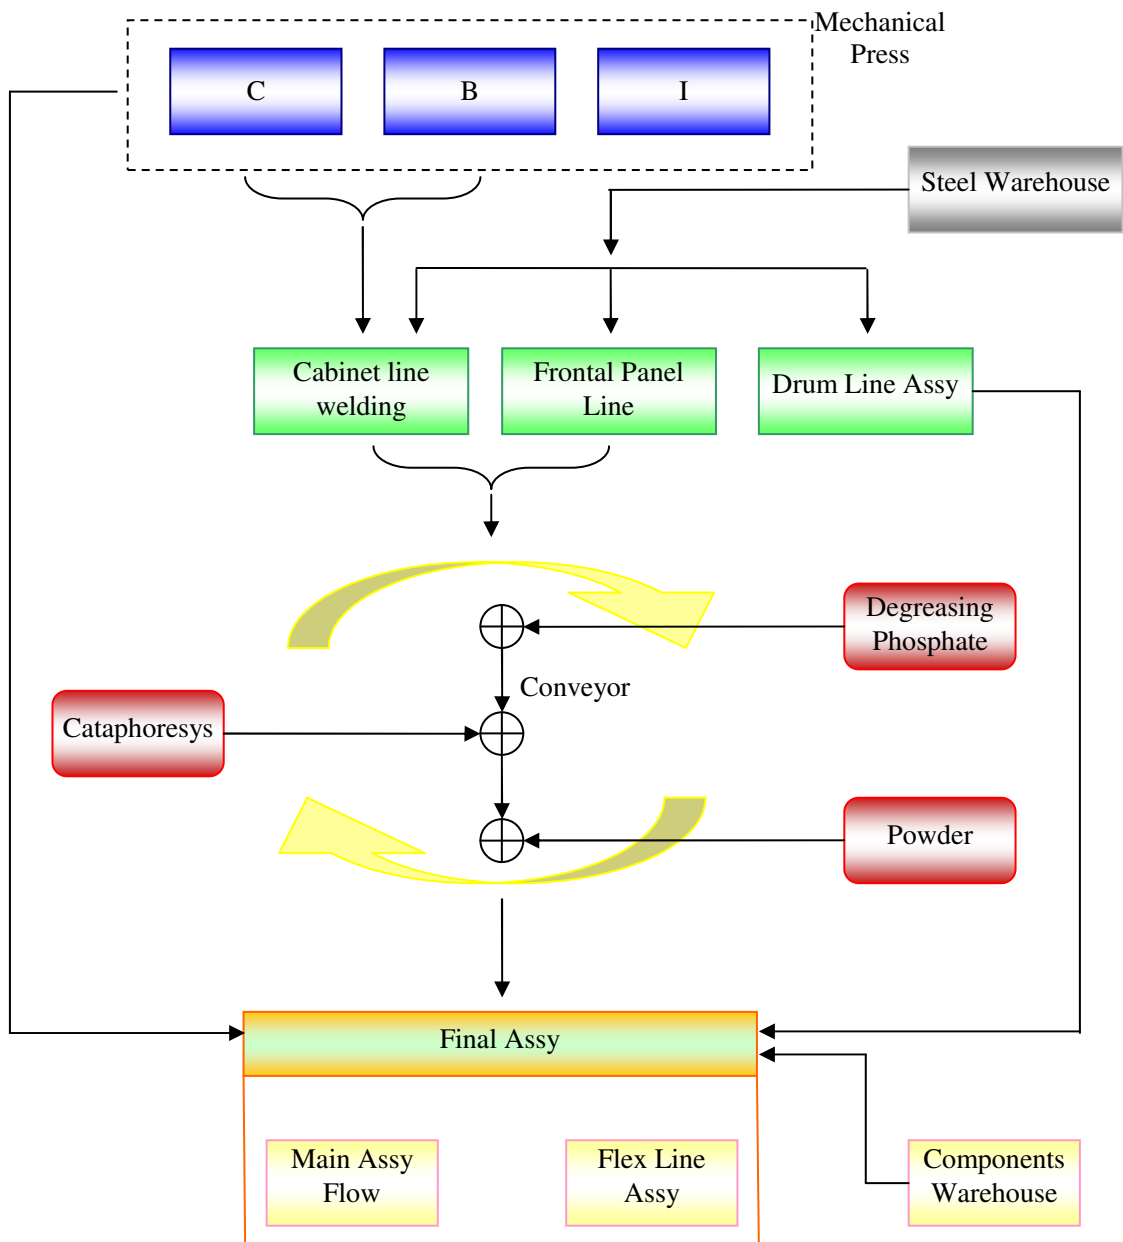 Mechanical
Press
C
B
I
Steel Warehouse
Cabinet line
welding
Frontal Panel
Line
Drum Line Assy
Degreasing
Phosphate
Conveyor
Cataphoresys
Powder
Final Assy
Main Assy
Flow
Flex Line
Assy
Components
Warehouse